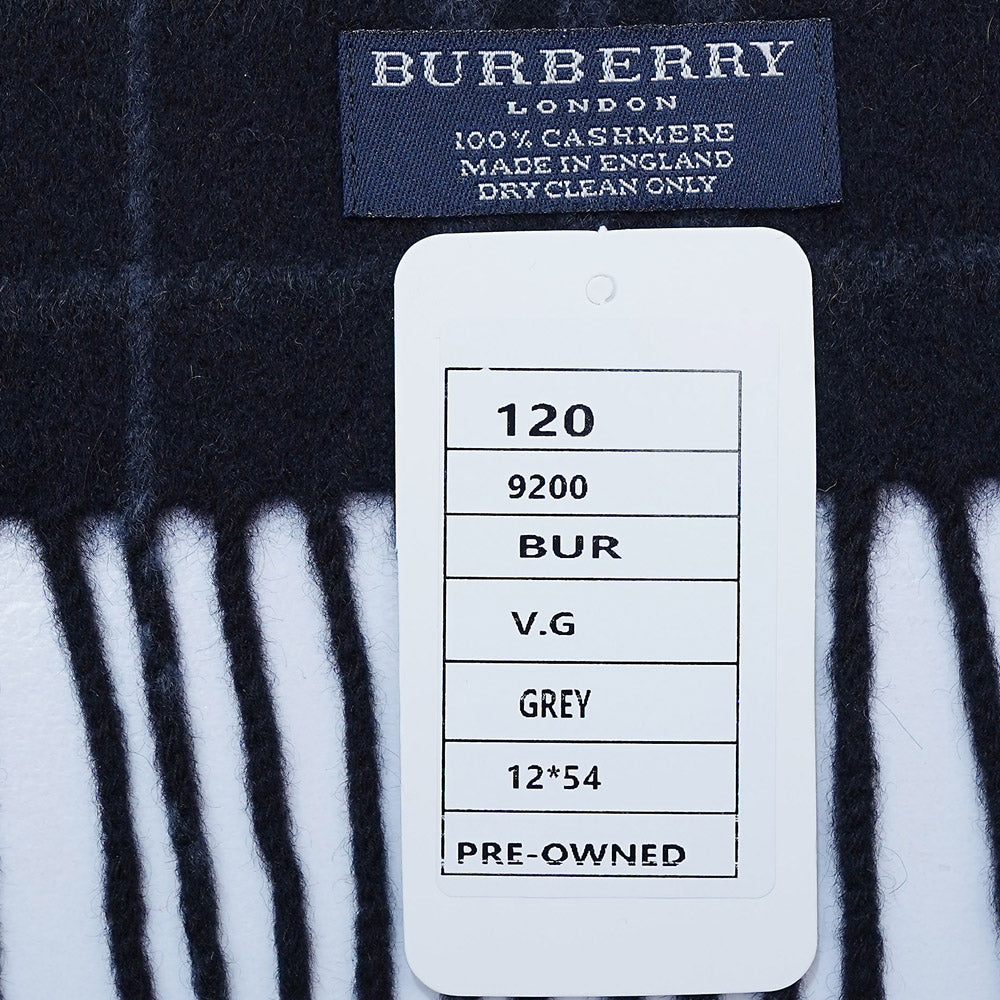 BURBERRY
LONDON
100% CASHMERE
MADE IN ENGLAND
DRY CLEAN ONLY
120
9200
BUR
V.G
GREY
12*54
PRE-OWNED